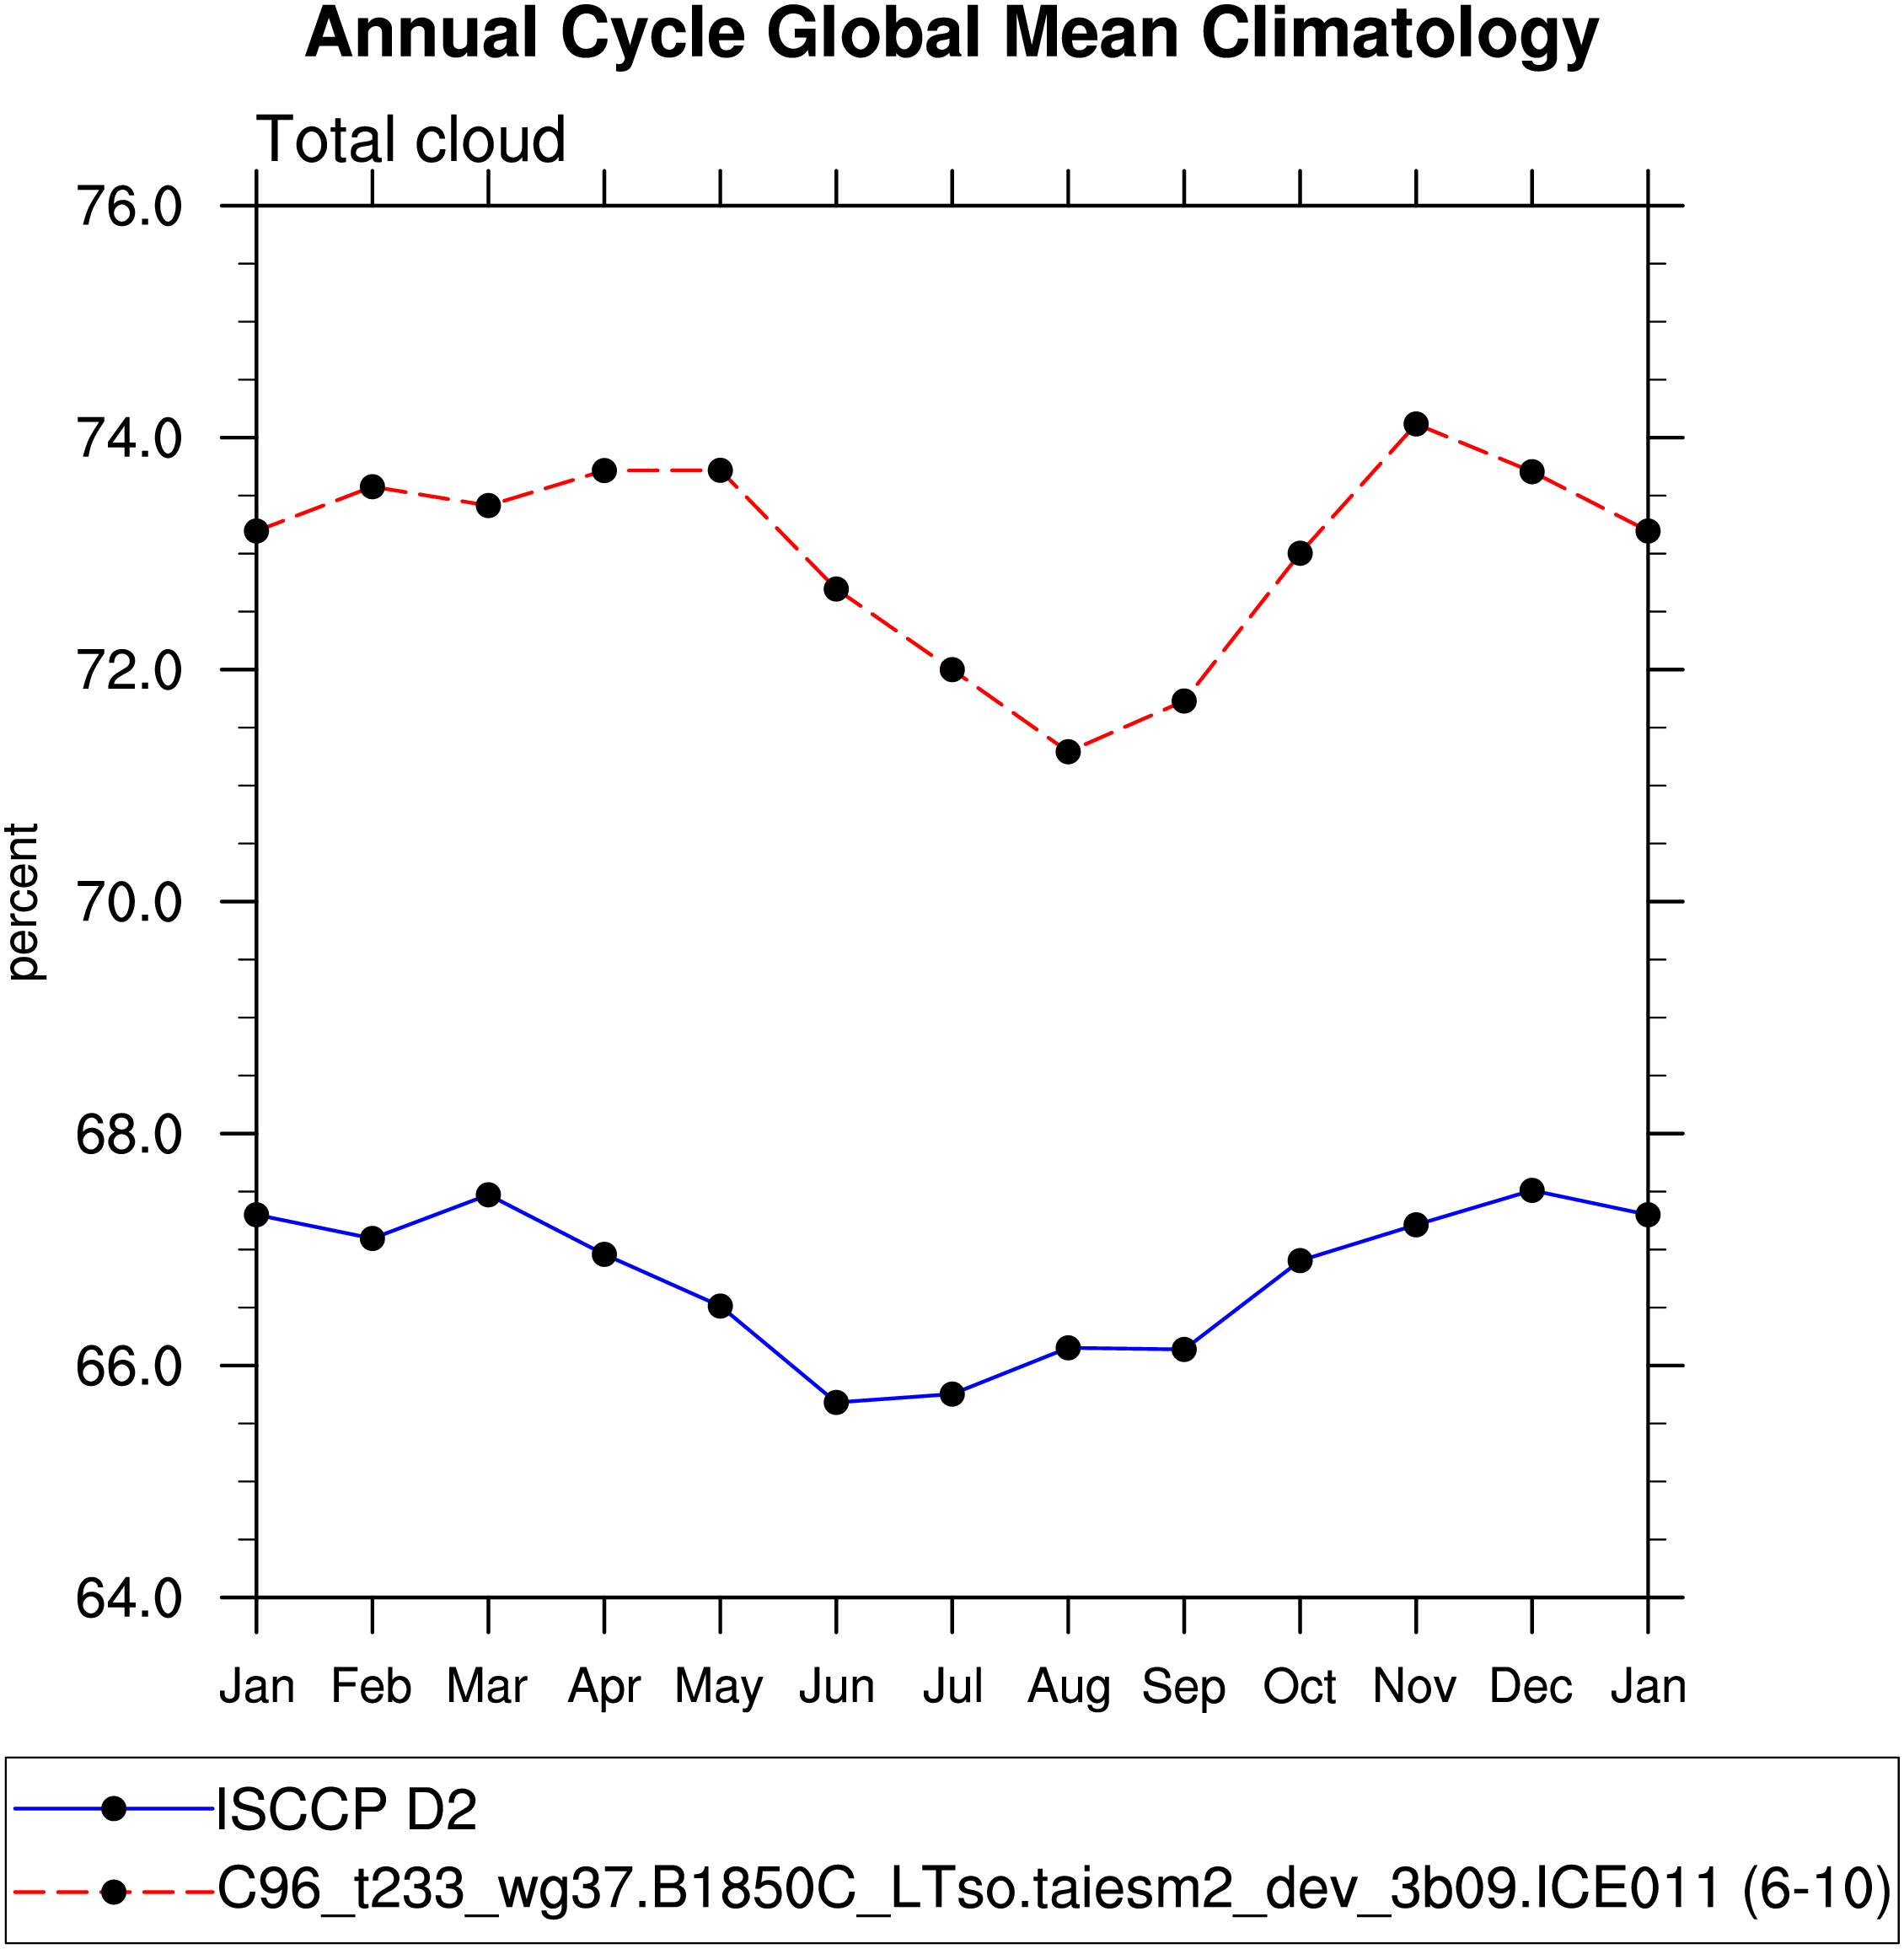 Annual Cycle Global Mean Climatology
Total cloud
76.0
74.0
72.0
70.0
68.0
66.0
64.0
percent
Jan Feb Mar Apr May Jun Jul Aug Sep Oct Nov Dec Jan
ISCCP D2
C96_t233_wg37.B1850C_LTso.taiesm2_dev_3b09.ICE011 (6-10)